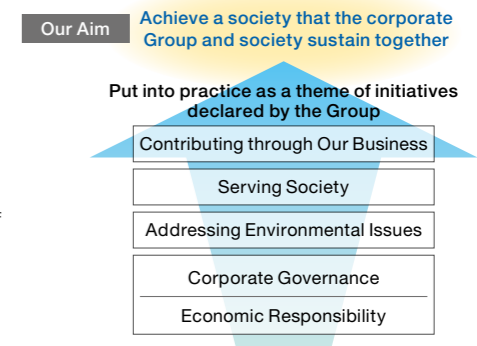 Our Aim
Achieve a society that the corporate
Group and society sustain together
Put into practice as a theme of initiatives
declared by the Group
Contributing through Our Business
Serving Society
Addressing Environmental Issues
Corporate Governance
Economic Responsibility